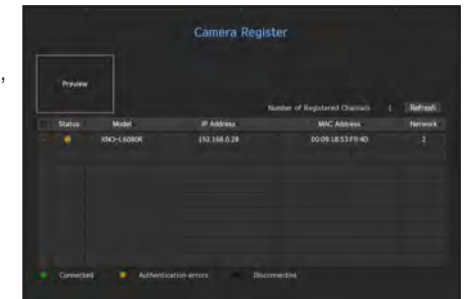 ,
Camera Register
Preview
Number of Registered Channels 1 Refresh
Status Model IP Address MAC Address Network
XNO-L6080R 192.168.0.28 00:09:18:53:F9:4D 2
Connected Authentication errors Disconnected